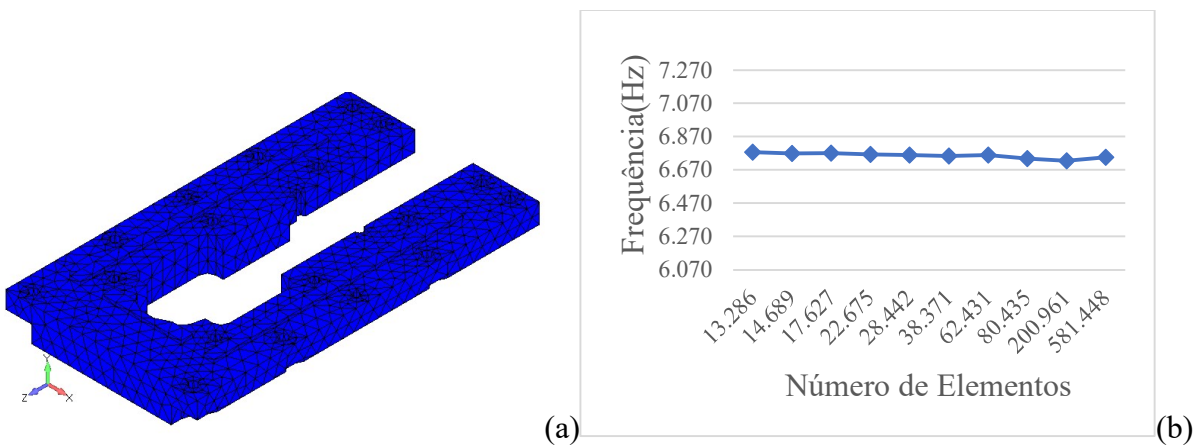 Y
Z
X
(a)
Frequência(Hz)
7.270
7.070
6.870
6.670
6.470
6.270
6.070
13.286
14.689
17.627
22.675
28.442
38.371
62.431
80.435
200.961
581.448
Número de Elementos
(b)